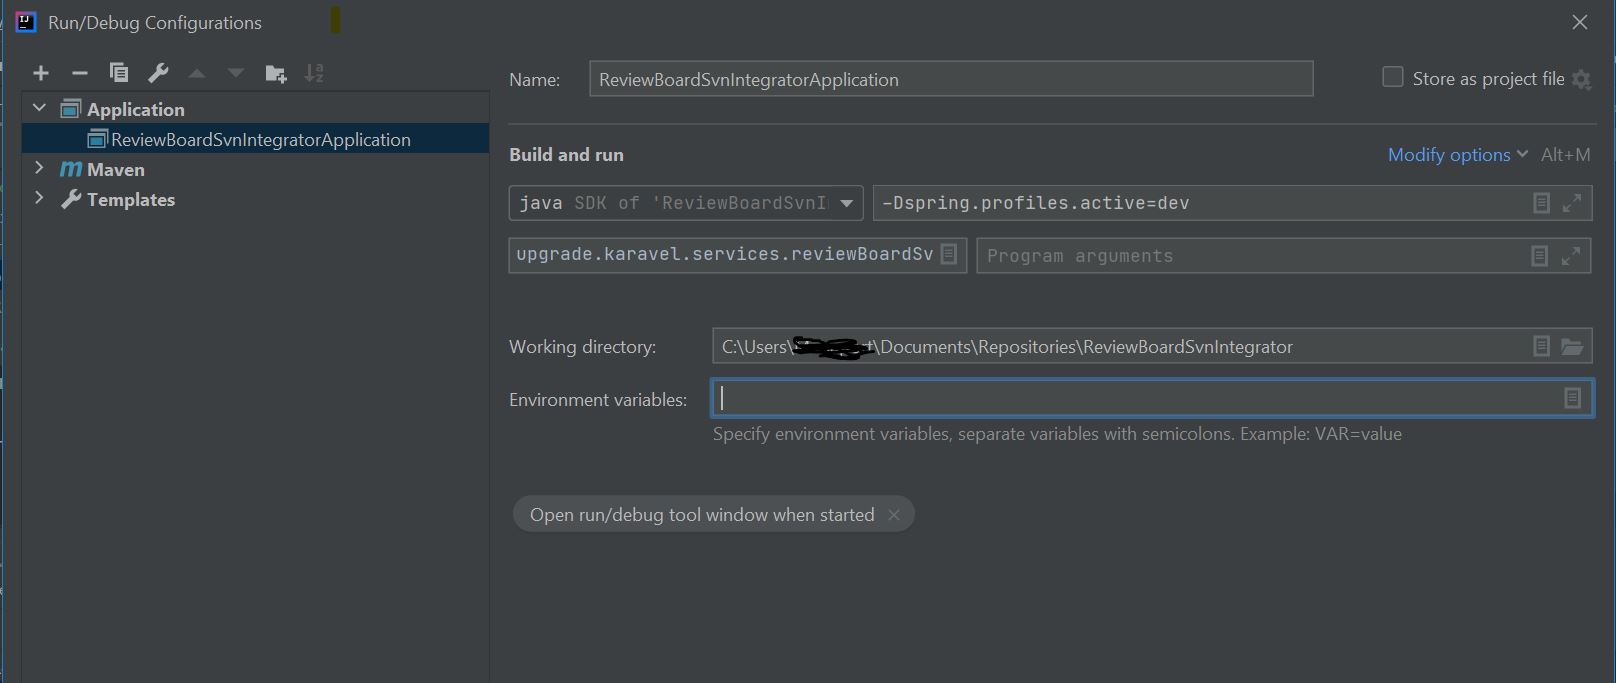 Run/Debug Configurations
Application
ReviewBoardSvnIntegratorApplication
Maven
Templates
Name: ReviewBoardSvnIntegratorApplication Store as project file
Build and run Modify options Alt+M
java SDK of 'ReviewBoardSvnI -Dspring.profiles.active=dev
upgrade.karavel.services.reviewBoardSv Program arguments
Working directory: C:\Users\ t\Documents\Repositories\ReviewBoardSvnIntegrator
Environment variables:
Specify environment variables, separate variables with semicolons. Example: VAR=value
Open run/debug tool window when started